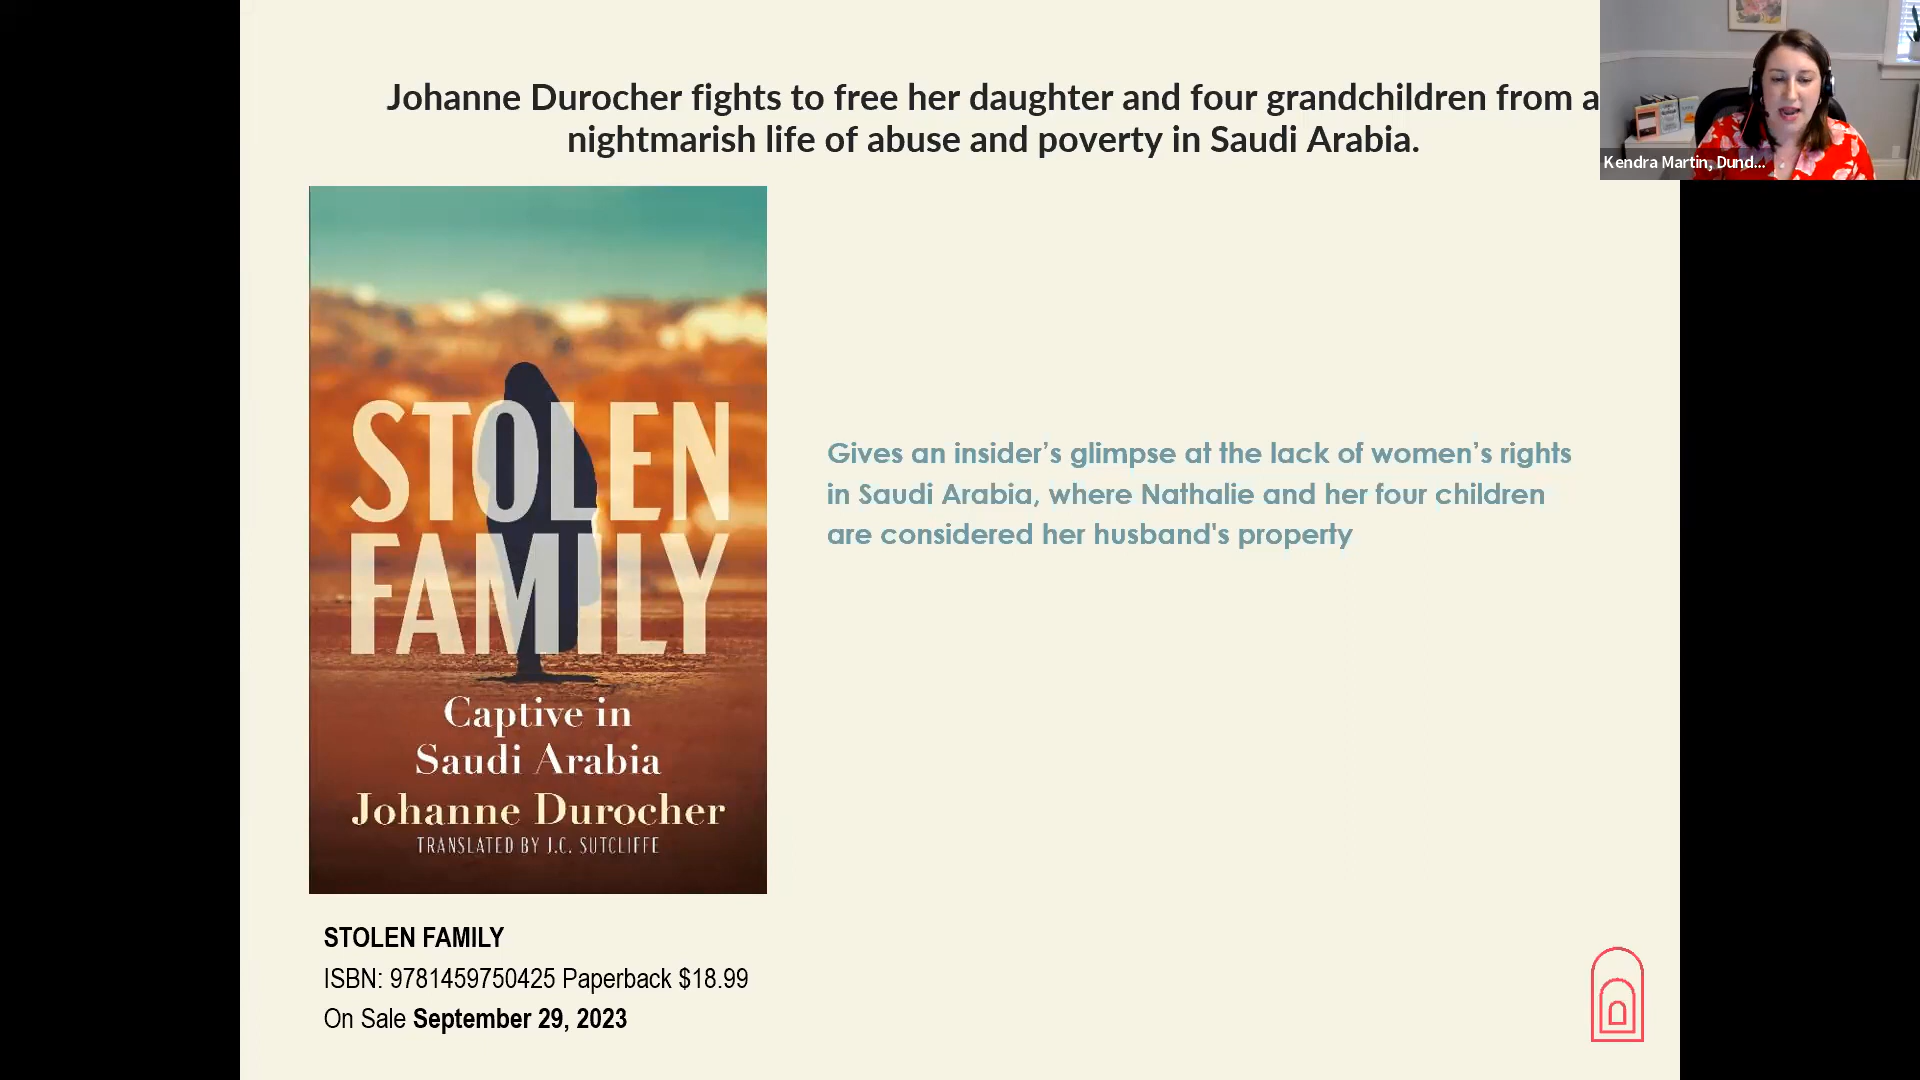 Johanne Durocher fights to free her daughter and four grandchildren from a
nightmarish life of abuse and poverty in Saudi Arabia.
Kendra Martin, Dund...
STOLEN
FAMILY
Captive in
Saudi Arabia
Johanne Durocher
TRANSLATED BY J.C. SUTCLIFFE
Gives an insider’s glimpse at the lack of women’s rights
in Saudi Arabia, where Nathalie and her four children
are considered her husband's property
STOLEN FAMILY
ISBN: 9781459750425 Paperback $18.99
On Sale September 29, 2023